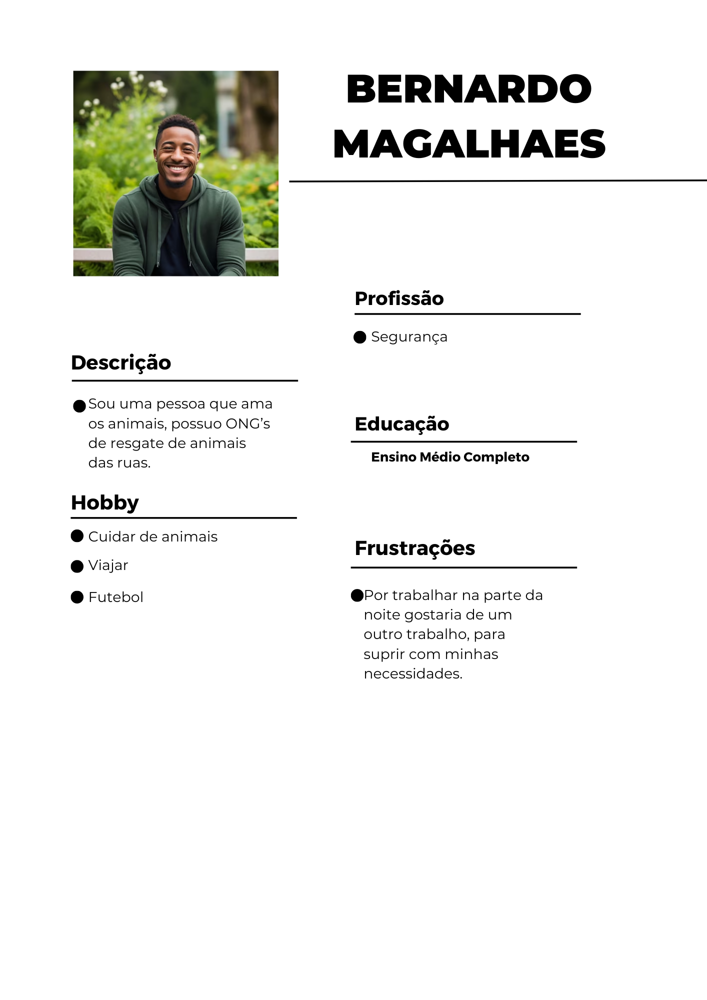 BERNARDO
MAGALHAES
Descrição
Sou uma pessoa que ama
os animais, possuo ONG’s
de resgate de animais
das ruas.
Hobby
Cuidar de animais
Viajar
Futebol
Profissão
Segurança
Educação
Ensino Médio Completo
Frustrações
Por trabalhar na parte da
noite gostaria de um
outro trabalho, para
suprir com minhas
necessidades.